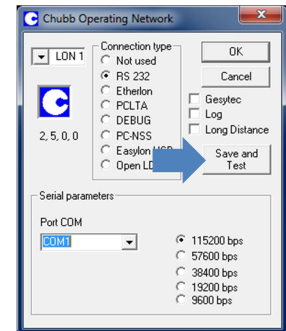 Chubb Operating Network
LON 1
Connection type
Not used
RS 232
Etherlon
PCLTA
DEBUG
PC-NSS
Easylon
Open
OK
Cancel
Gesytec
Log
Long Distance
Save and
Test
2, 5, 0, 0
Serial parameters
Port COM
COM1
115200 bps
57600 bps
38400 bps
19200 bps
9600 bps